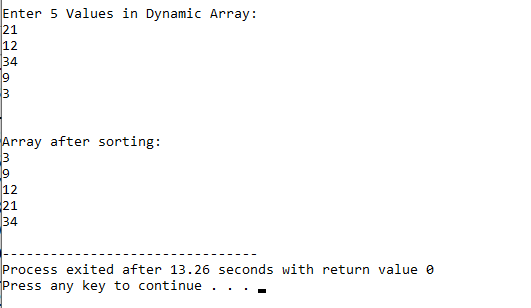 Enter 5 Values in Dynamic Array:
21
12
34
9
3
Array after sorting:
3
9
12
21
34
--------------------------------
Process exited after 13.26 seconds with return value 0
Press any key to continue . . .